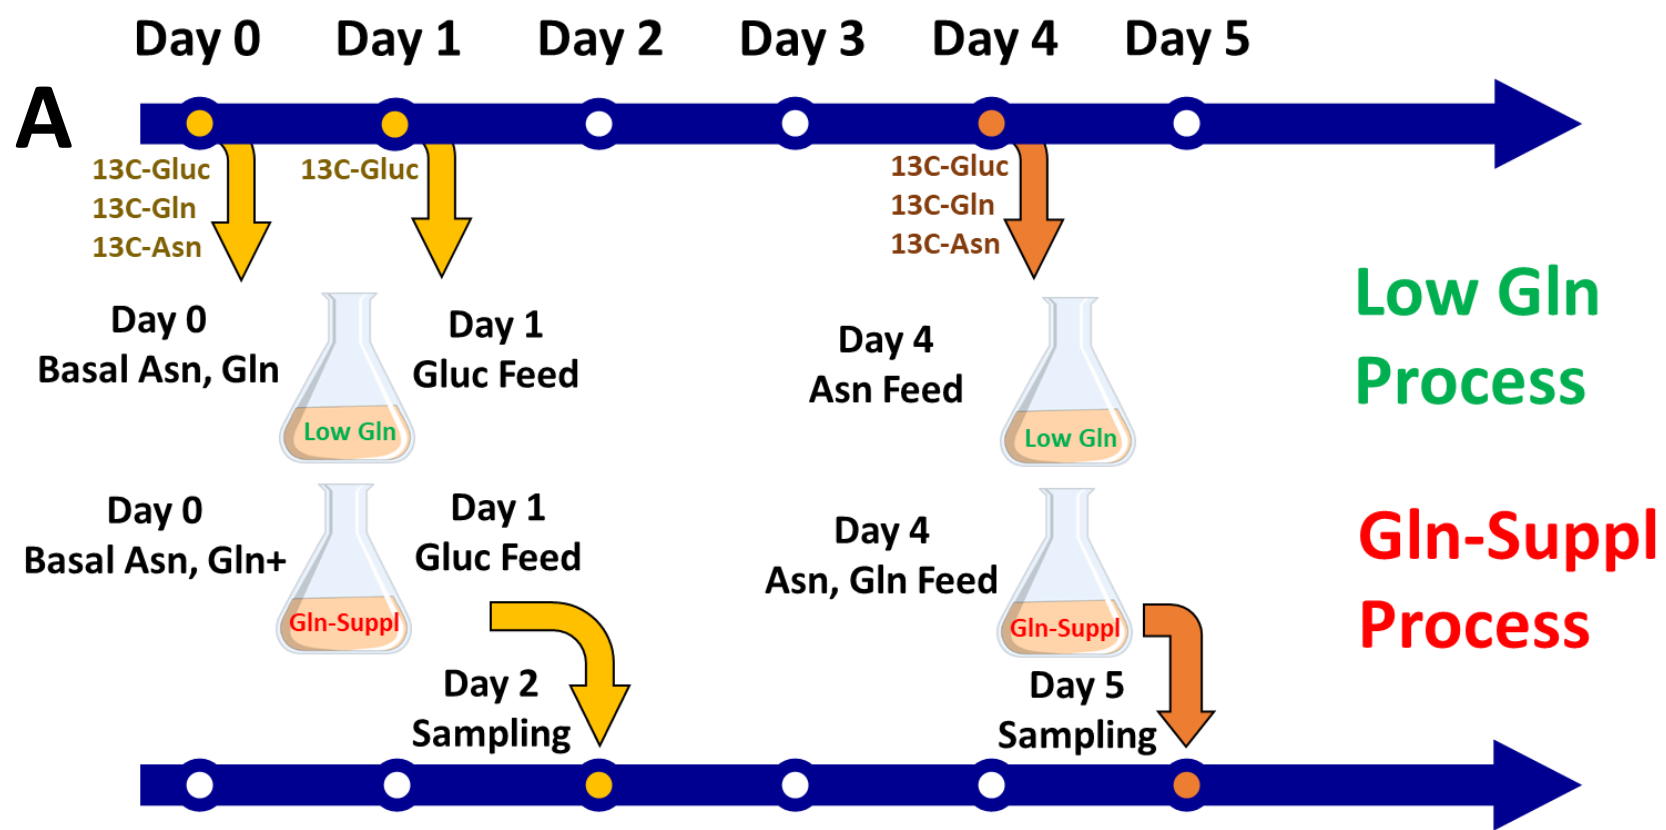 Day 0
Day 1
Day 2
Day 3
Day 4
Day 5
A
13C-Gluc
13C-Gln
13C-Asn
13C-Gluc
13C-Gluc
13C-Gln
13C-Asn
Day 0
Basal Asn, Gln
Low Gln
Day 1
Gluc Feed
Day 4
Asn Feed
Low Gln
Low Gln
Process
Day 0
Basal Asn, Gln+
Gln-Suppl
Day 1
Gluc Feed
Day 4
Asn, Gln Feed
Gln-Suppl
Gln-Suppl
Process
Day 2
Sampling
Day 5
Sampling